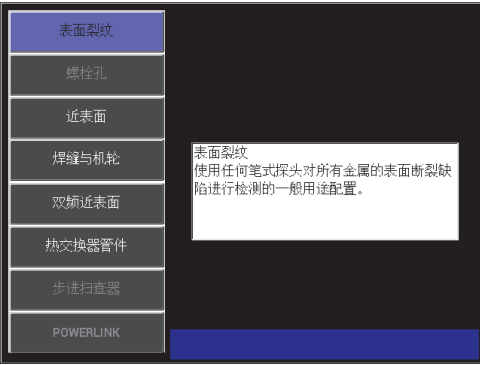 表面裂纹
螺栓孔
近表面
焊缝与机轮
双频近表面
热交换器管件
步进扫查器
POWERLINK
表面裂纹
使用任何笔式探头对所有金属的表面断裂缺
陷进行检测的一般用途配置。